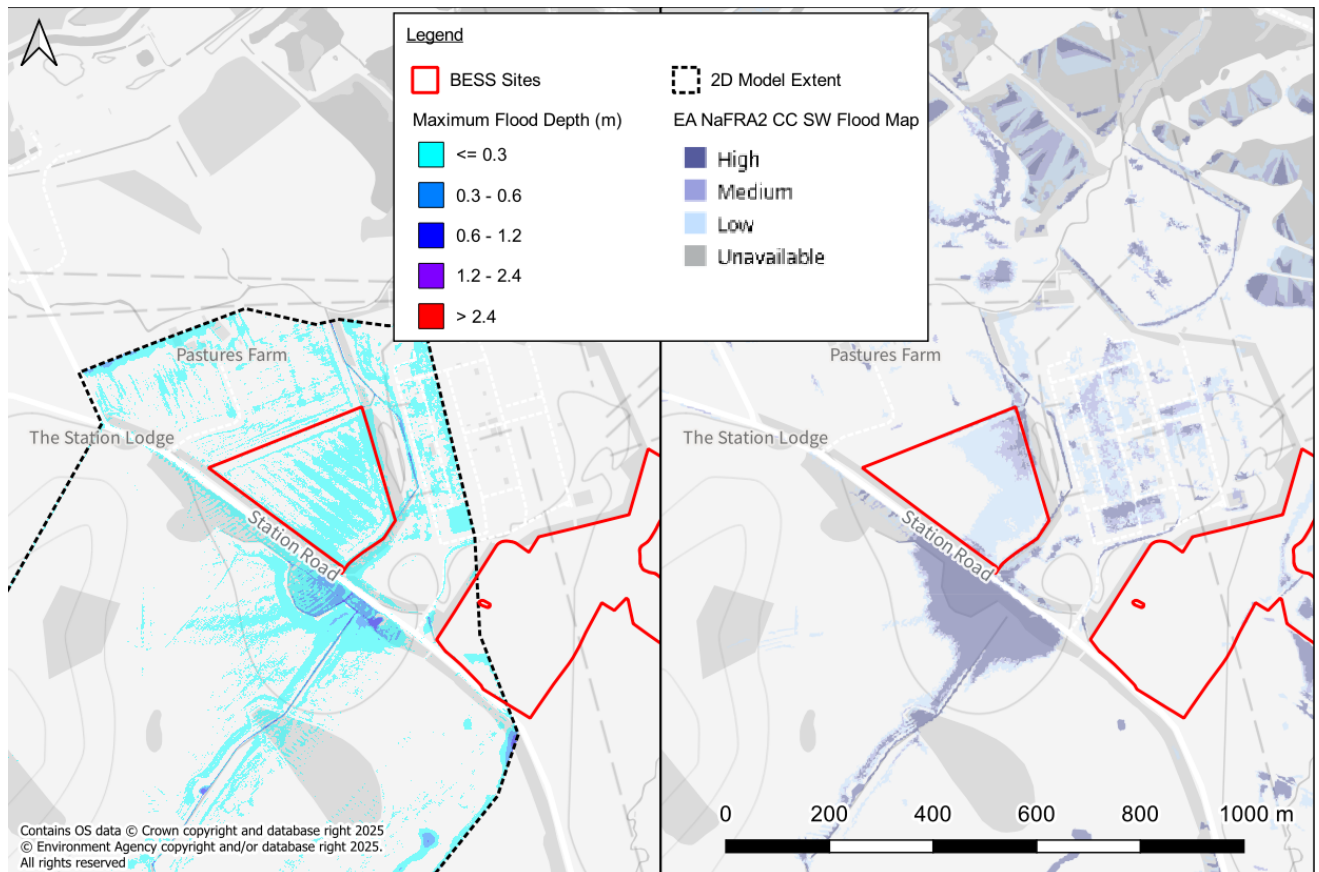 Legend
BESS Sites
2D Model Extent
Maximum Flood Depth (m)
<= 0.3
0.3 - 0.6
0.6 - 1.2
1.2 - 2.4
> 2.4
EA NaFRA2 CC SW Flood Map
High
Medium
Low
Unavailable
Pastures Farm
The Station Lodge
Station Road
Pastures Farm
The Station Lodge
Station Road
0 200 400 600 800 1000 m
Contains OS data © Crown copyright and database right 2025
© Environment Agency copyright and/or database right 2025.
All rights reserved